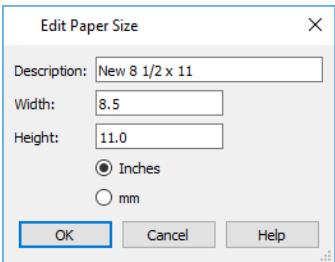 Edit Paper Size
Description: New 8 1/2 x 11
Width: 8.5
Height: 11.0
Inches
mm
OK Cancel Help